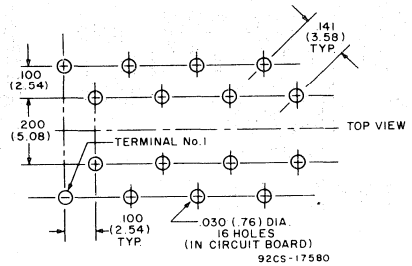 .141
(3.58)
TYP.
.100
(2.54)
.200
(5.08)
TOP VIEW
TERMINAL No.1
.100
(2.54)
TYP.
.030 (.76) DIA.
16 HOLES
(IN CIRCUIT BOARD)
92CS-17580